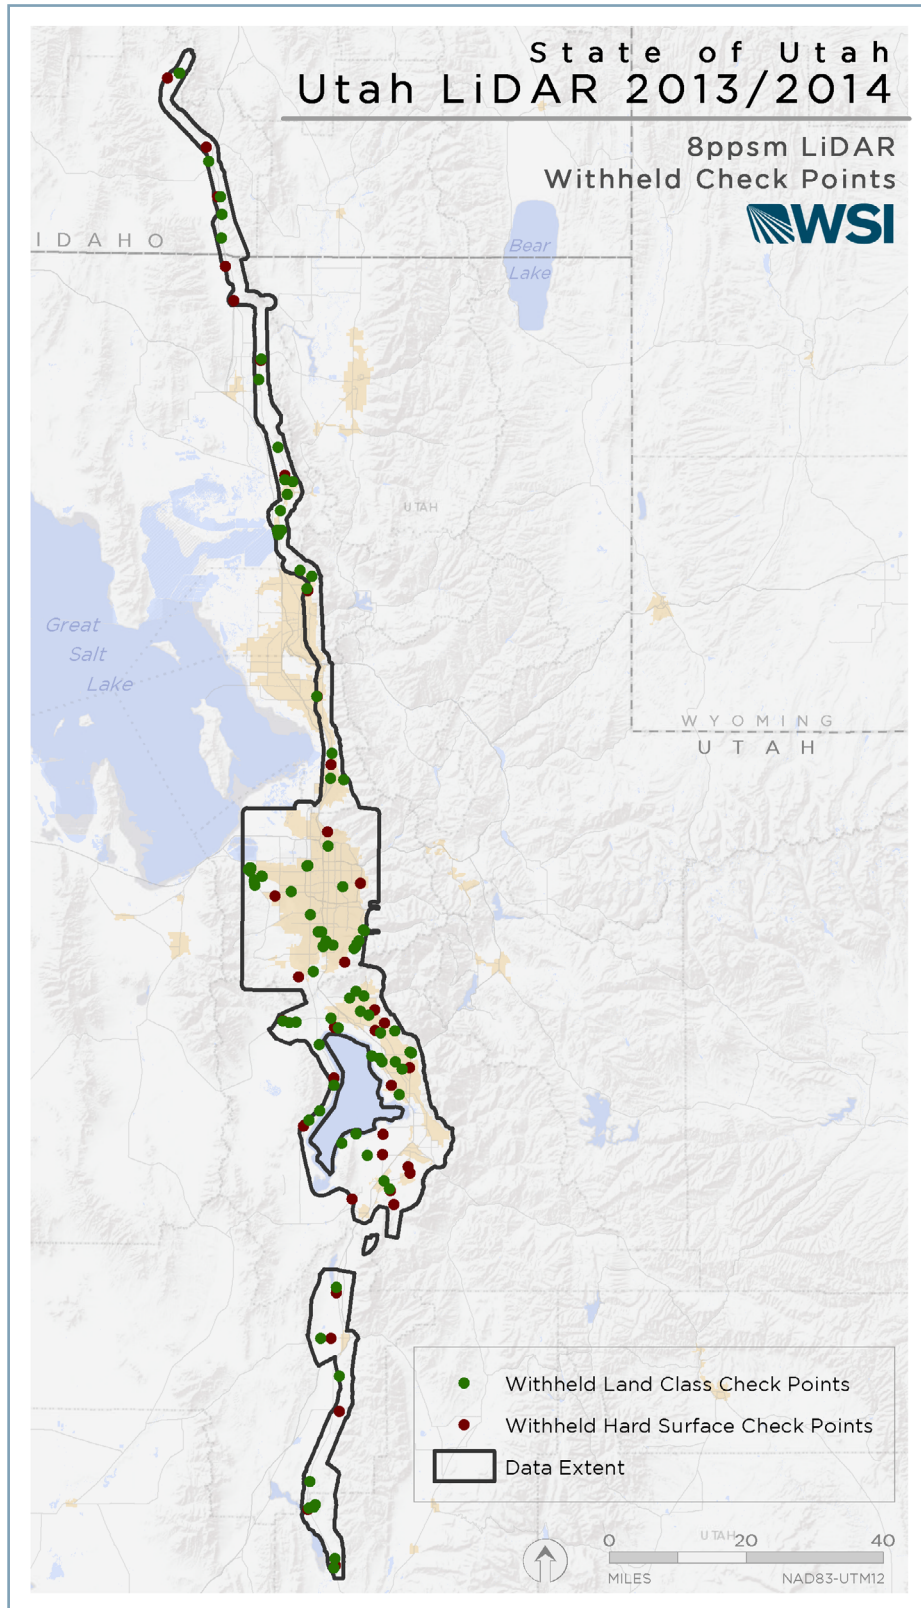 State of Utah
Utah LiDAR 2013/2014
8ppsm LiDAR
Withheld Check Points
WSI
IDAHO
Bear
Lake
UTAH
Great
Salt
Lake
WYOMING
UTAH
Withheld Land Class Check Points
Withheld Hard Surface Check Points
Data Extent
UTAH
0 20 40
MILES NAD83-UTM12